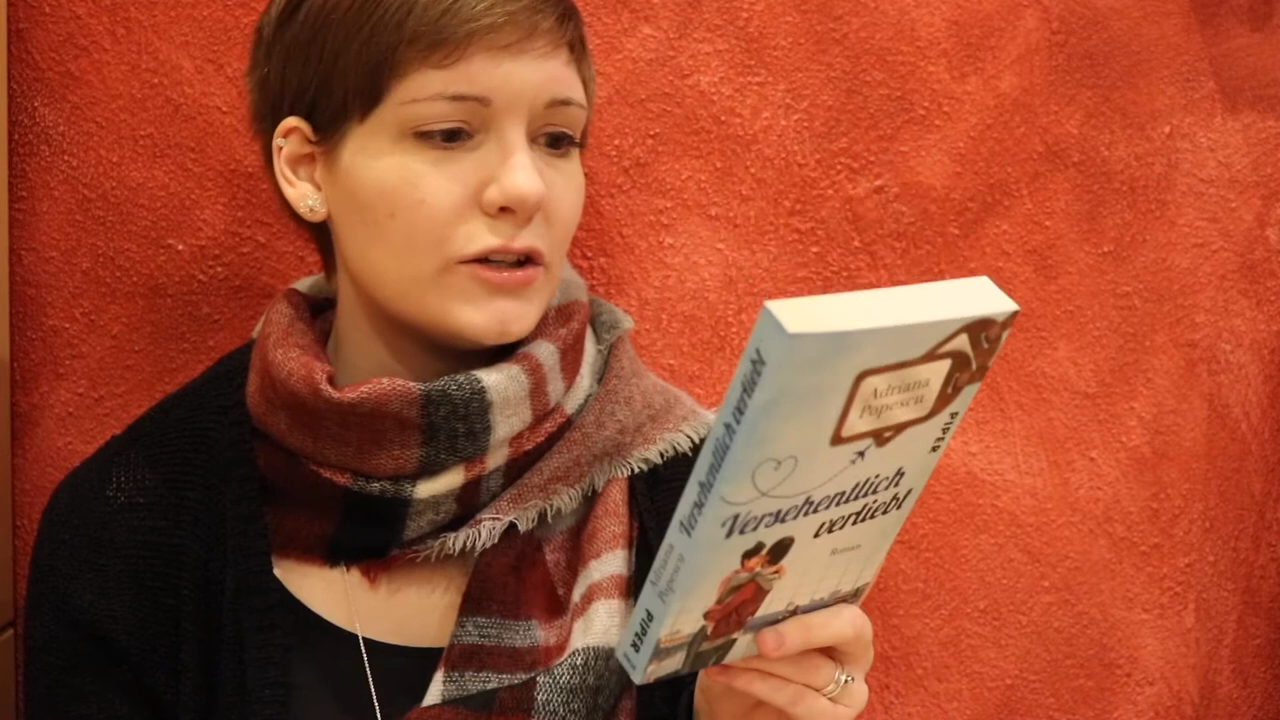 Adriana
Popescu
PIPER
Versehentlich
verliebt
Roman
Versehentlich verliebt
Adriana
Popescu
PIPER